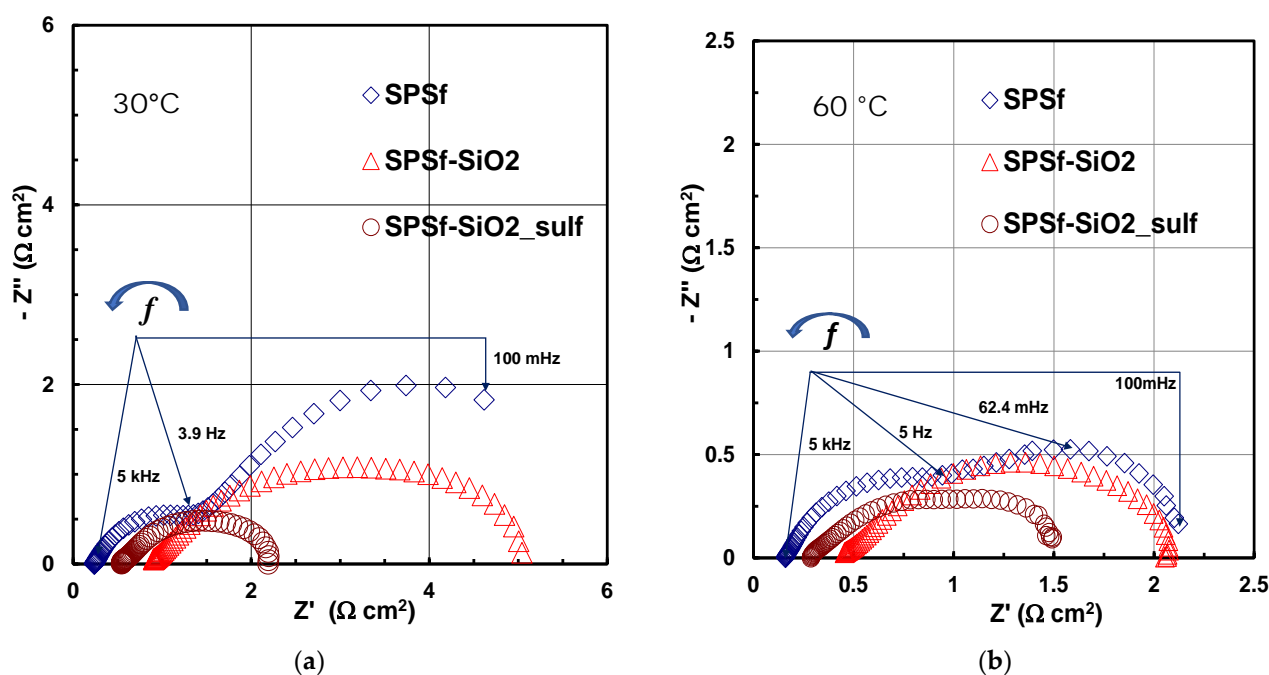 6
5
4
3
2
1
0
0
2
4
6
- Z'' (Ω cm²)
Z' (Ω cm²)
30°C
SPSf
SPSf-SiO2
SPSf-SiO2_sulf
f
100 mHz
3.9 Hz
5 kHz
(a)
2.5
2
1.5
1
0.5
0
0
0.5
1
1.5
2
2.5
- Z'' (Ω cm²)
Z' (Ω cm²)
60 °C
SPSf
SPSf-SiO2
SPSf-SiO2_sulf
f
100mHz
62.4 mHz
5 Hz
5 kHz
(b)